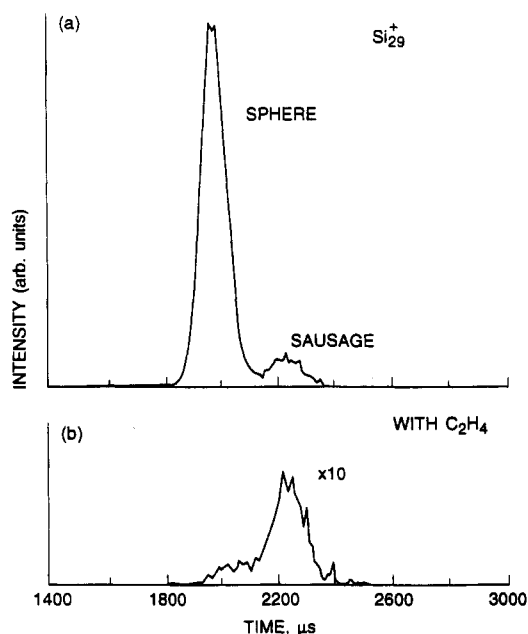 (a)
Si₂₉⁺
SPHERE
SAUSAGE
INTENSITY (arb. units)
(b)
WITH C₂H₄
x10
1400 1800 2200 2600 3000
TIME, μs